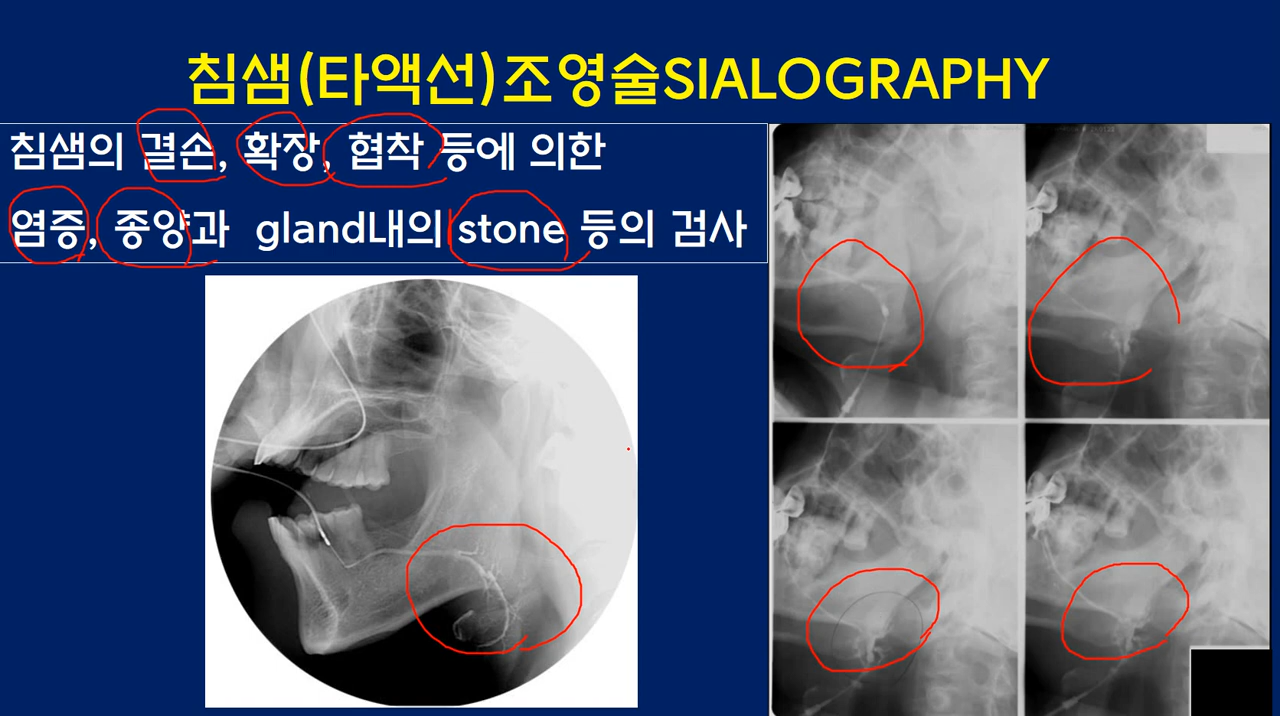 침샘(타액선)조영술SIALOGRAPHY
침샘의 결손, 확장, 협착 등에 의한
염증, 종양과 gland내의 stone 등의 검사